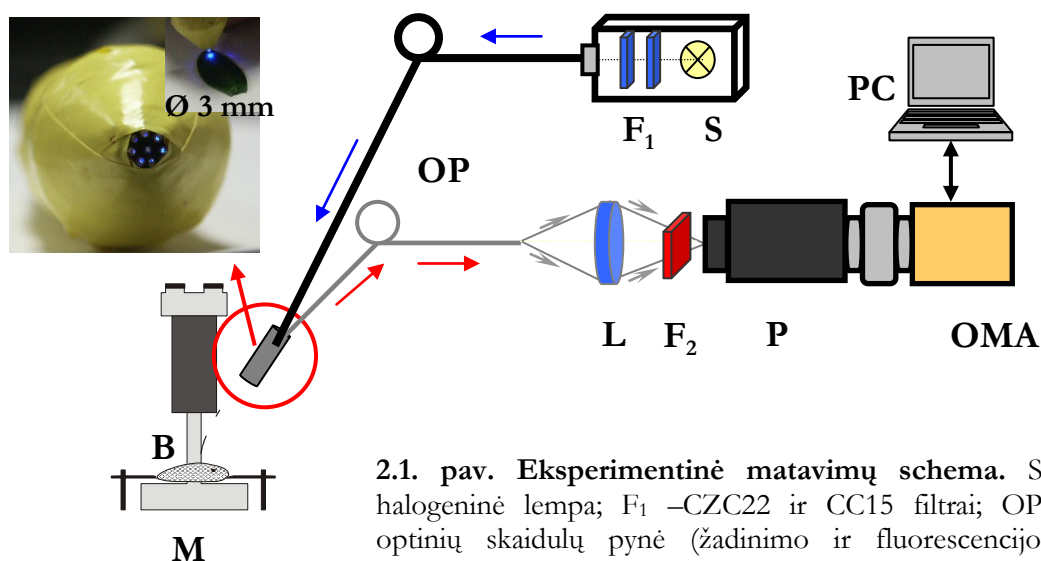 Ø 3 mm
F₁ S
PC
OP
L F₂ P OMA
B
M
2.1. pav. Eksperimentinė matavimų schema. S
halogeninė lempa; F₁ –CZC22 ir CC15 filtrai; OP
optinių skaidulų pynė (žadinimo ir fluorescencijo